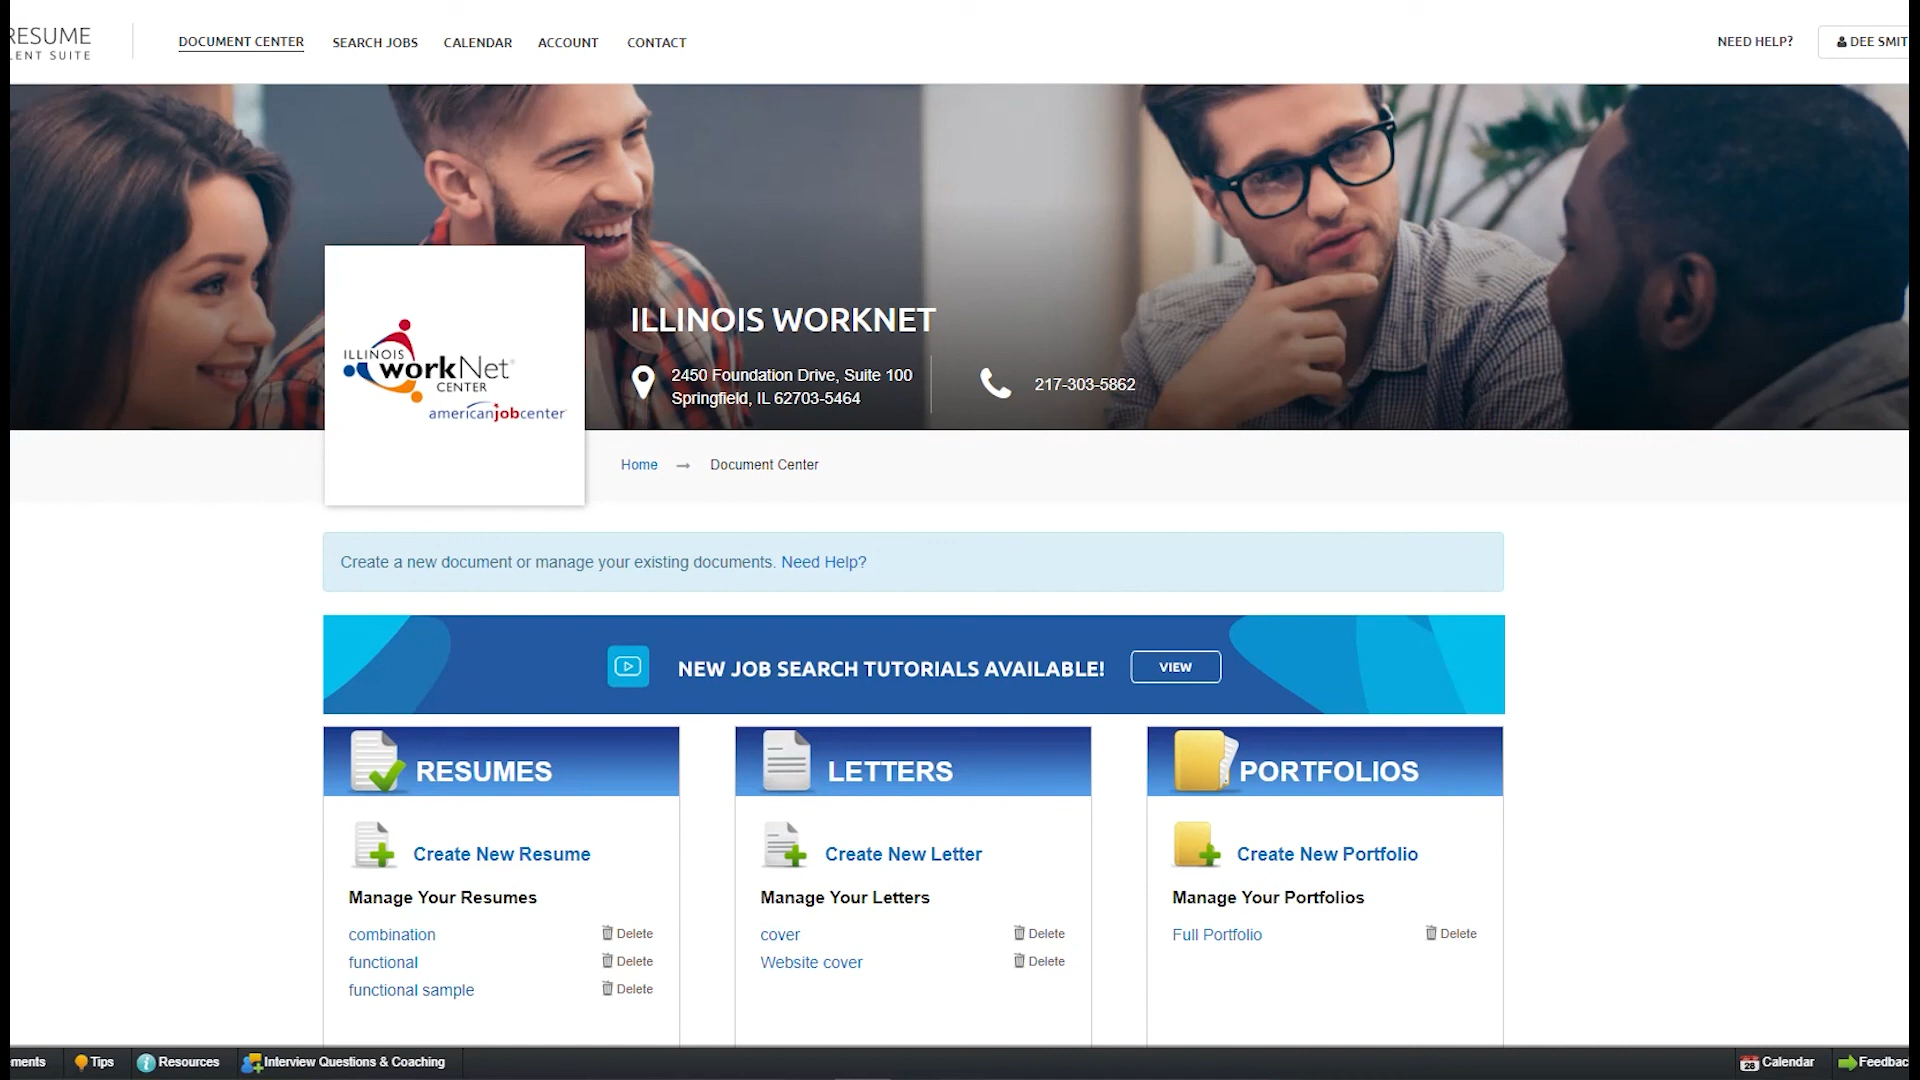 RESUME
LENT SUITE
DOCUMENT CENTER
SEARCH JOBS
CALENDAR
ACCOUNT
CONTACT
NEED HELP?
DEE SMIT
ILLINOIS
workNet®
CENTER
americanjobcenter
ILLINOIS WORKNET
2450 Foundation Drive, Suite 100
Springfield, IL 62703-5464
217-303-5862
Home → Document Center
Create a new document or manage your existing documents. Need Help?
NEW JOB SEARCH TUTORIALS AVAILABLE!
VIEW
RESUMES
Create New Resume
Manage Your Resumes
combination Delete
functional Delete
functional sample Delete
LETTERS
Create New Letter
Manage Your Letters
cover Delete
Website cover Delete
PORTFOLIOS
Create New Portfolio
Manage Your Portfolios
Full Portfolio Delete
ments
Tips
Resources
Interview Questions & Coaching
28
Calendar
Feedbac